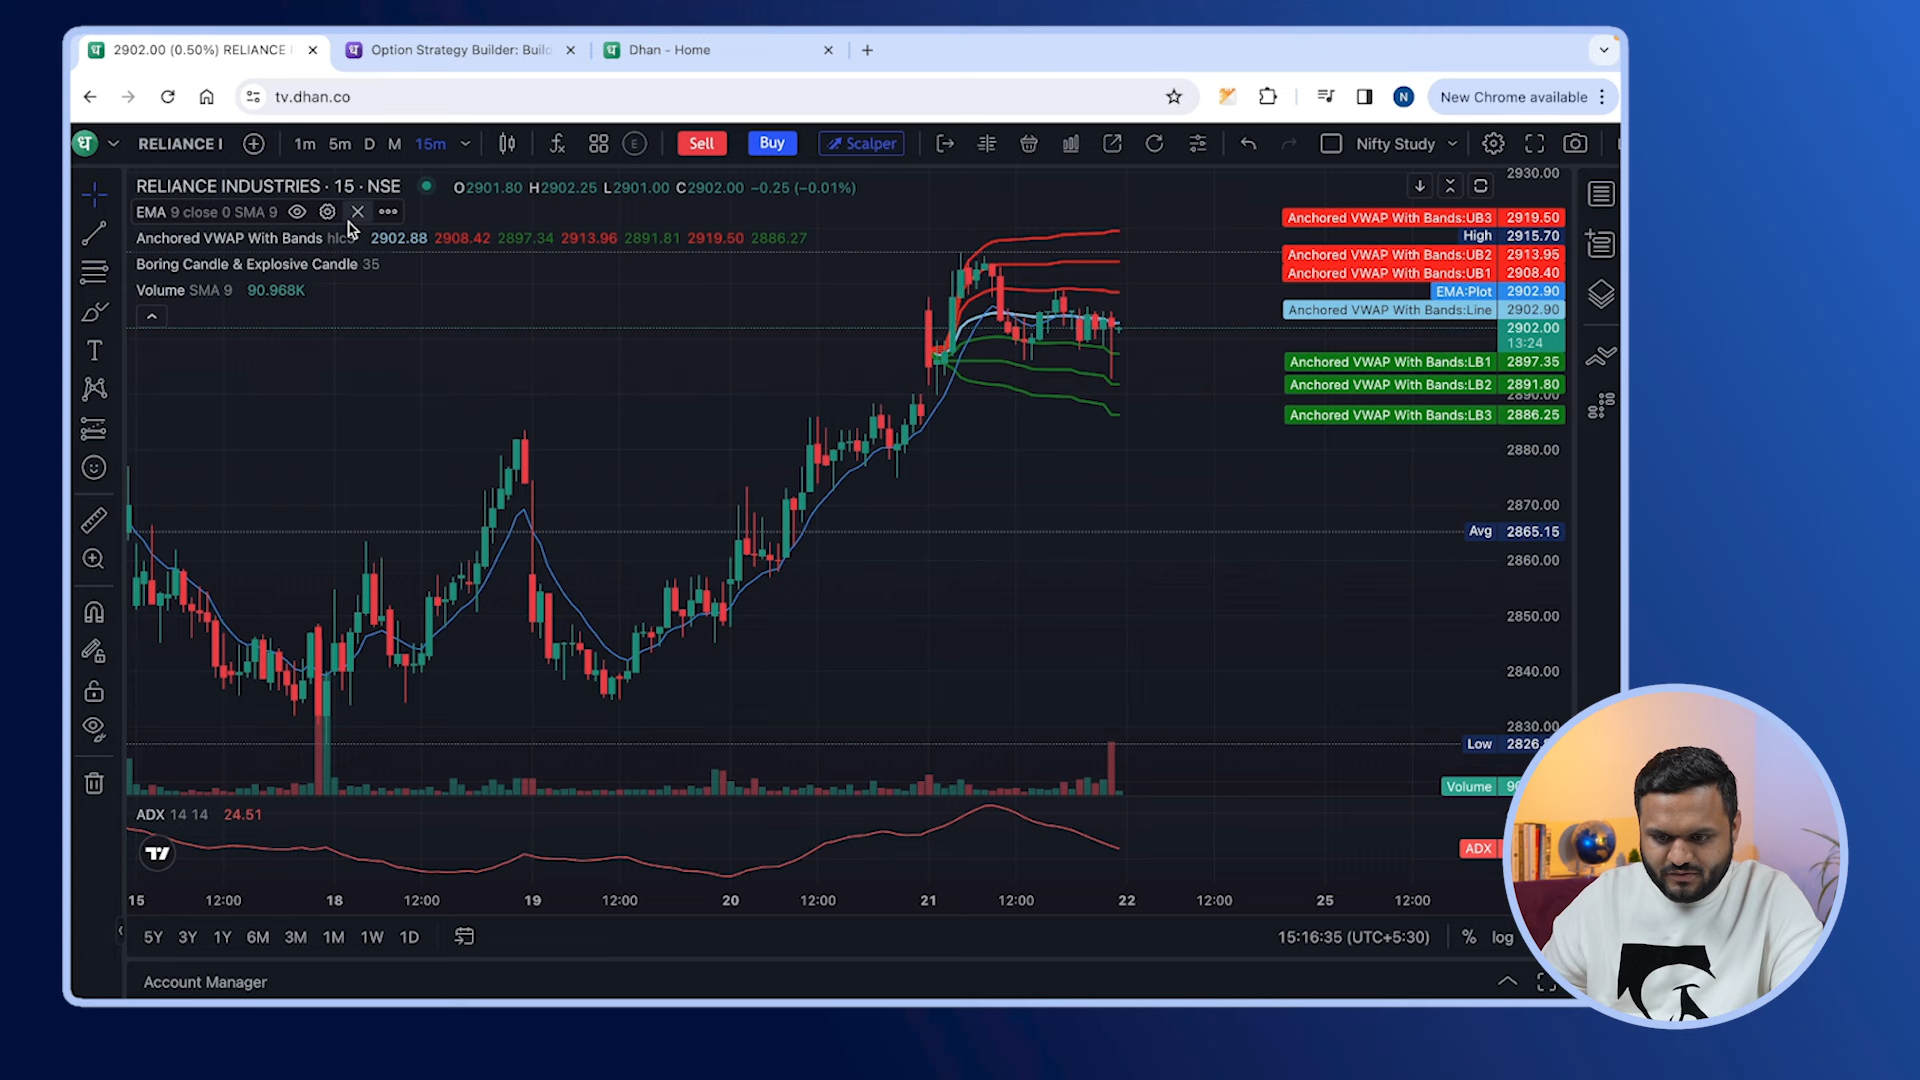 2902.00 (0.50%) RELIANCE I
Option Strategy Builder: Build
Dhan - Home
tv.dhan.co
N
New Chrome available
RELIANCE I
1m 5m D M 15m
E
Sell
Buy
Scalper
Nifty Study
RELIANCE INDUSTRIES · 15 · NSE
O2901.80 H2902.25 L2901.00 C2902.00 −0.25 (−0.01%)
EMA 9 close 0 SMA 9
Anchored VWAP With Bands 2902.88 2908.42 2897.34 2913.96 2891.81 2919.50 2886.27
Boring Candle & Explosive Candle 35
Volume SMA 9 90.968K
2930.00
Anchored VWAP With Bands:UB3 2919.50
High 2915.70
Anchored VWAP With Bands:UB2 2913.95
Anchored VWAP With Bands:UB1 2908.40
EMA:Plot 2902.90
Anchored VWAP With Bands:Line 2902.90
2902.00
13:24
Anchored VWAP With Bands:LB1 2897.35
Anchored VWAP With Bands:LB2 2891.80
2890.00
Anchored VWAP With Bands:LB3 2886.25
2880.00
2870.00
Avg 2865.15
2860.00
2850.00
2840.00
2830.00
Low 2826.
Volume
ADX 14 14 24.51
ADX
15 12:00 18 12:00 19 12:00 20 12:00 21 12:00 22 12:00 25 12:00
5Y 3Y 1Y 6M 3M 1M 1W 1D
15:16:35 (UTC+5:30) % log
Account Manager